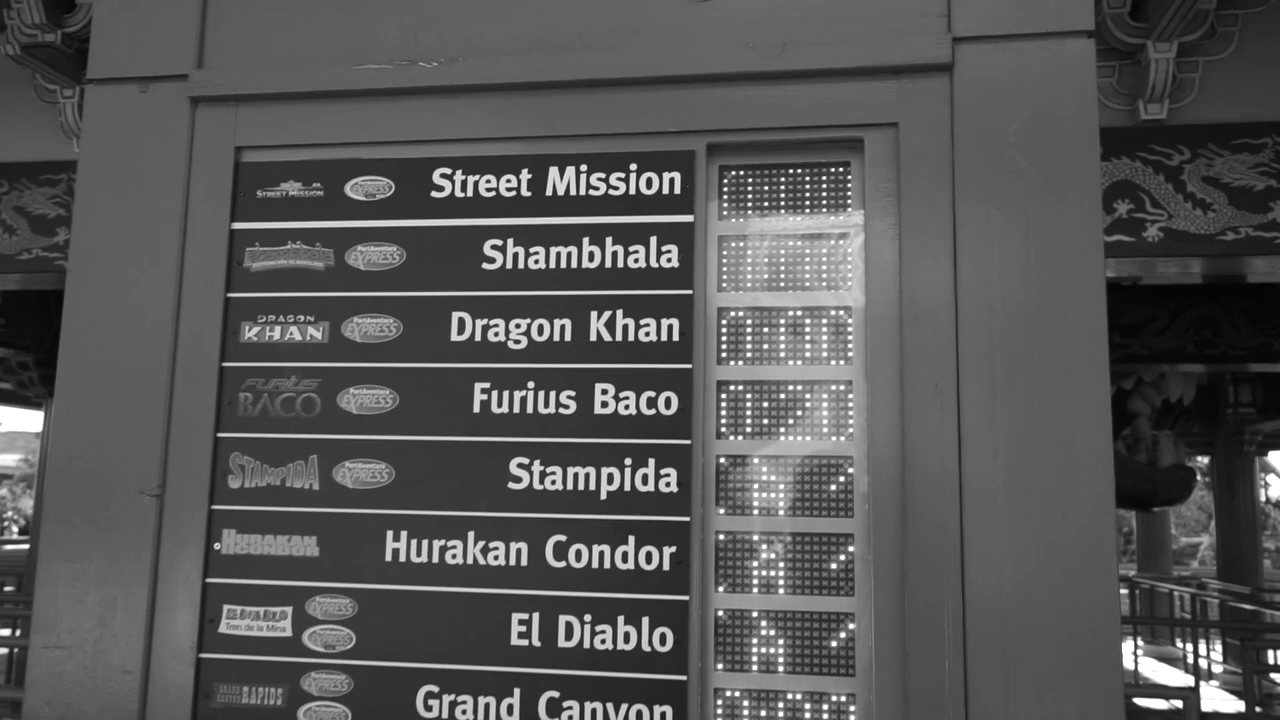 STREET MISSION EXPRESS Street Mission
PortAventura EXPRESS Shambhala
DRAGON KHAN PortAventura EXPRESS Dragon Khan
FURIUS BACO PortAventura EXPRESS Furius Baco
STAMPIDA PortAventura EXPRESS Stampida
HURAKAN CONDOR Hurakan Condor
EL DIABLO Tren de la Mina PortAventura EXPRESS EXPRESS El Diablo
GRAND CANYON RAPIDS PortAventura EXPRESS Grand Canyon